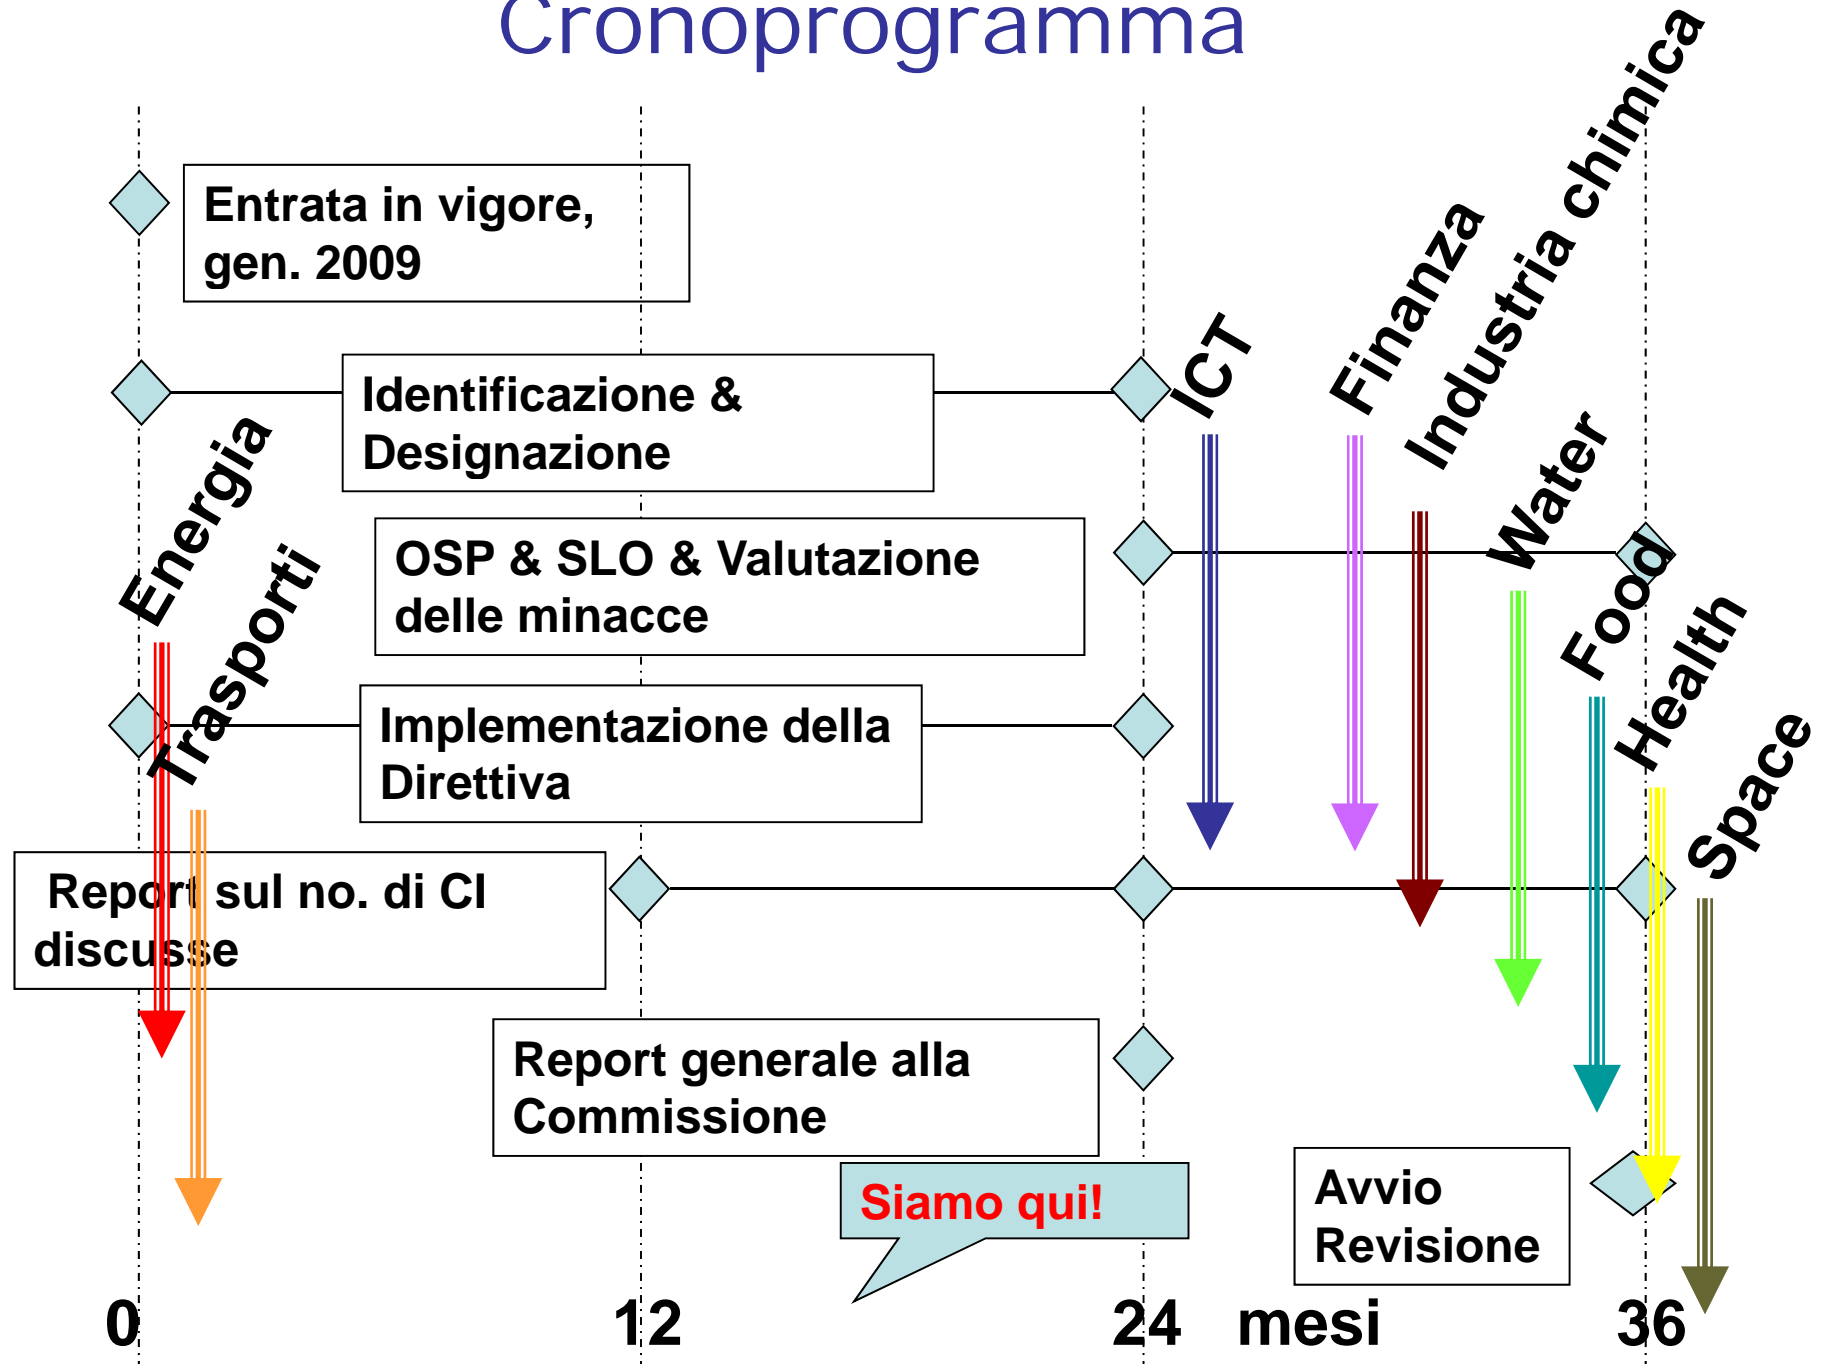 Cronoprogramma
Entrata in vigore,
gen. 2009
Identificazione &
Designazione
OSP & SLO & Valutazione
delle minacce
Implementazione della
Direttiva
Report sul no. di CI
discusse
Report generale alla
Commissione
Siamo qui!
Avvio
Revisione
Energia
Trasporti
ICT
Finanza
Industria chimica
Water
Food
Health
Space
0 12 24 mesi 36